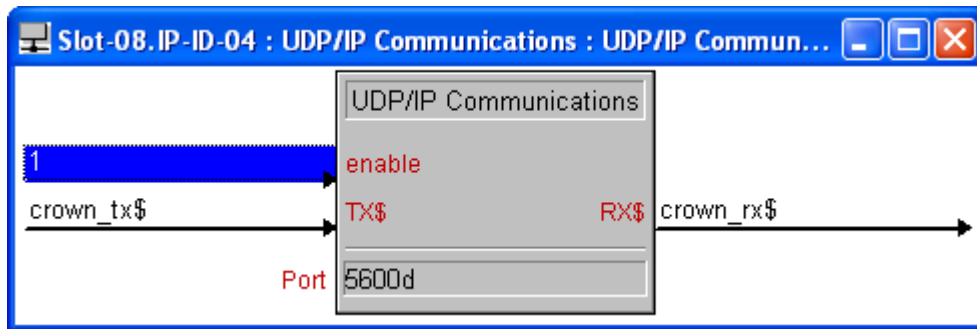 Slot-08.IP-ID-04 : UDP/IP Communications : UDP/IP Commun...
UDP/IP Communications
1
enable
crown_tx$
TX$
RX$
crown_rx$
Port
5600d